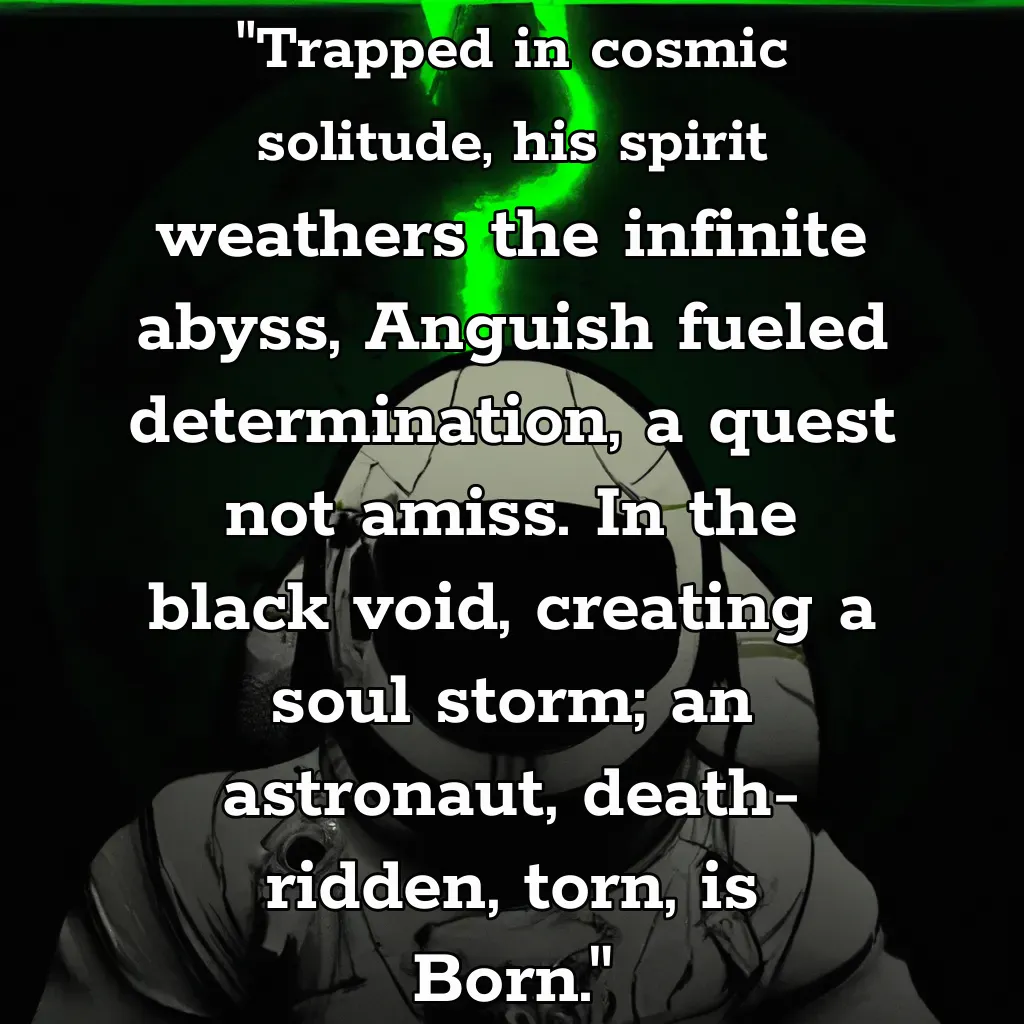 "Trapped in cosmic
solitude, his spirit
weathers the infinite
abyss, Anguish fueled
determination, a quest
not amiss. In the
black void, creating a
soul storm; an
astronaut, death-
ridden, torn, is
Born."